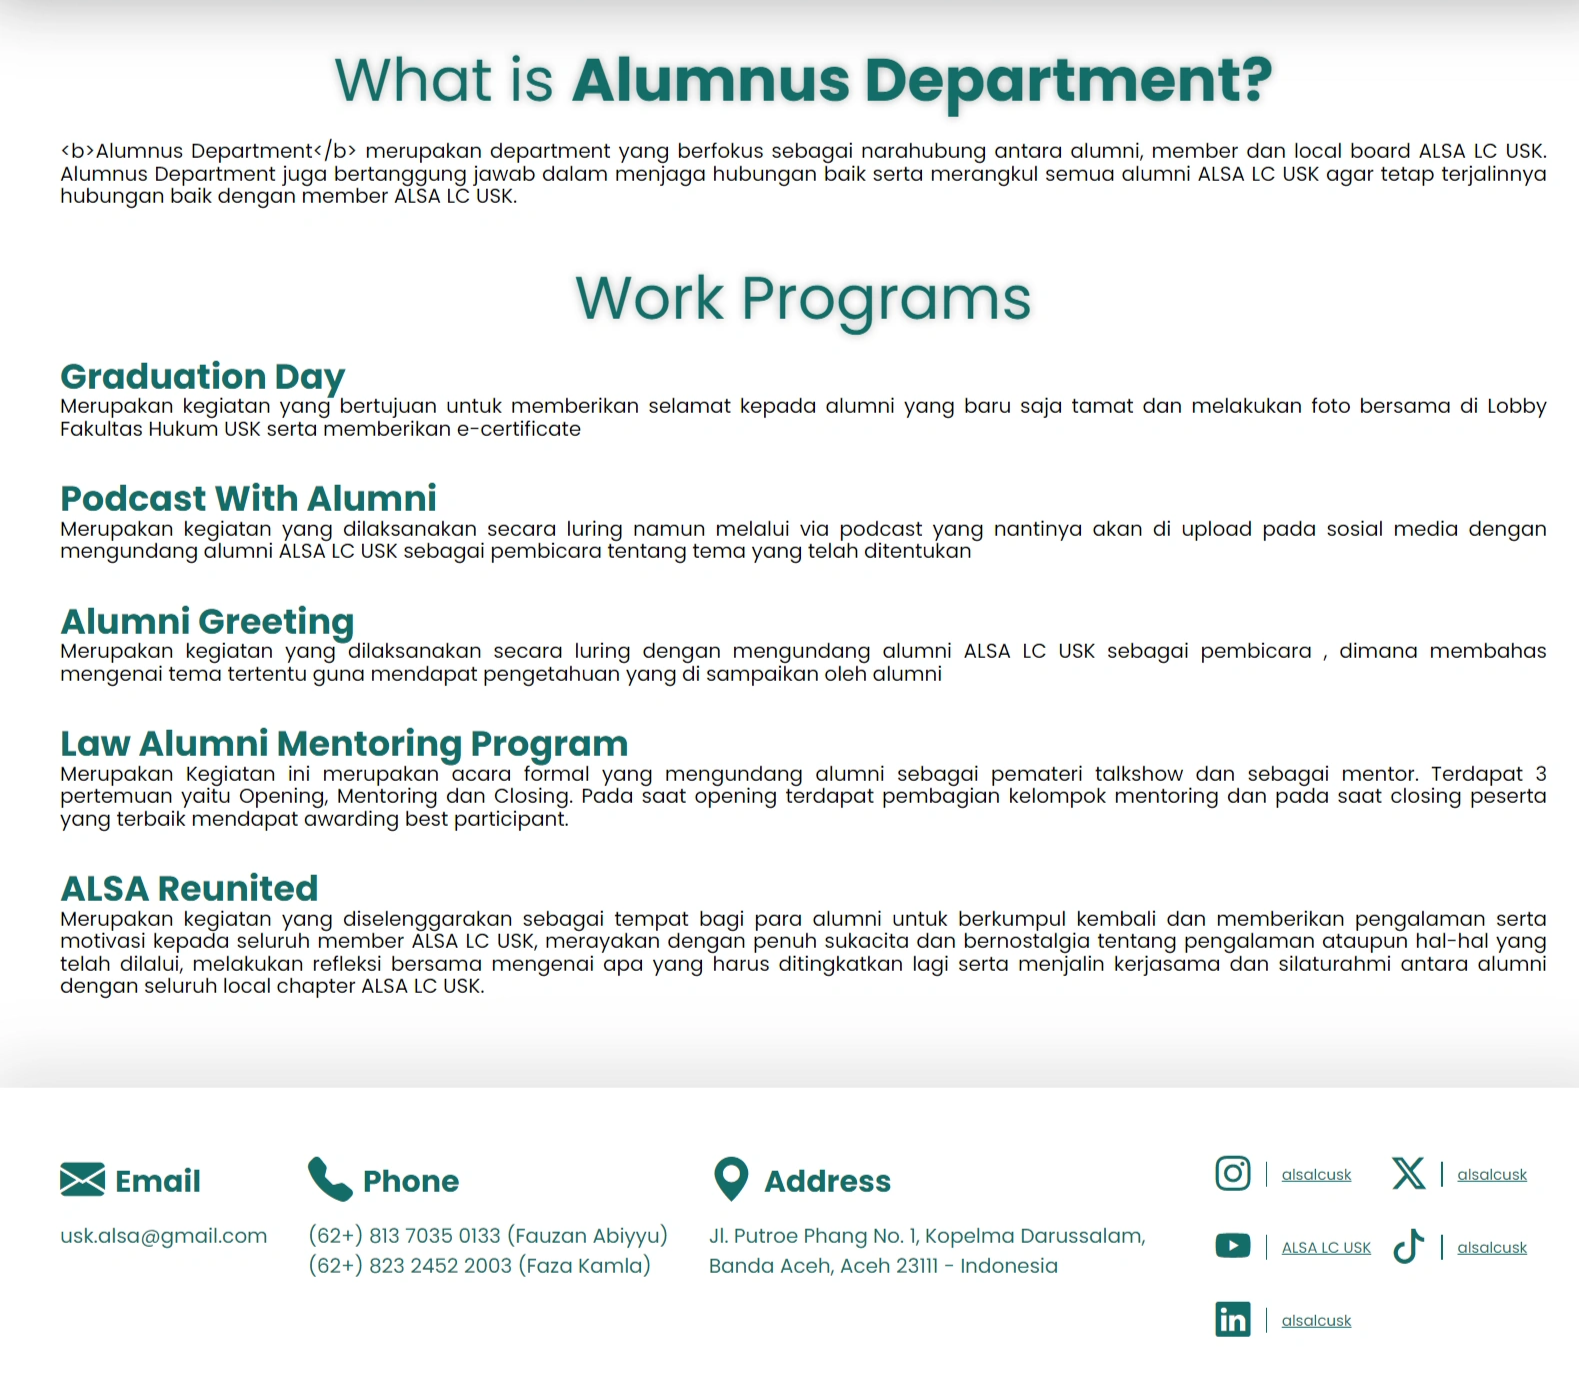 What is Alumnus Department?
<b>Alumnus Department</b> merupakan department yang berfokus sebagai narahubung antara alumni, member dan local board ALSA LC USK.
Alumnus Department juga bertanggung jawab dalam menjaga hubungan baik serta merangkul semua alumni ALSA LC USK agar tetap terjalinnya
hubungan baik dengan member ALSA LC USK.
Work Programs
Graduation Day
Merupakan kegiatan yang bertujuan untuk memberikan selamat kepada alumni yang baru saja tamat dan melakukan foto bersama di Lobby
Fakultas Hukum USK serta memberikan e-certificate
Podcast With Alumni
Merupakan kegiatan yang dilaksanakan secara luring namun melalui via podcast yang nantinya akan di upload pada sosial media dengan
mengundang alumni ALSA LC USK sebagai pembicara tentang tema yang telah ditentukan
Alumni Greeting
Merupakan kegiatan yang dilaksanakan secara luring dengan mengundang alumni ALSA LC USK sebagai pembicara , dimana membahas
mengenai tema tertentu guna mendapat pengetahuan yang di sampaikan oleh alumni
Law Alumni Mentoring Program
Merupakan Kegiatan ini merupakan acara formal yang mengundang alumni sebagai pemateri talkshow dan sebagai mentor. Terdapat 3
pertemuan yaitu Opening, Mentoring dan Closing. Pada saat opening terdapat pembagian kelompok mentoring dan pada saat closing peserta
yang terbaik mendapat awarding best participant.
ALSA Reunited
Merupakan kegiatan yang diselenggarakan sebagai tempat bagi para alumni untuk berkumpul kembali dan memberikan pengalaman serta
motivasi kepada seluruh member ALSA LC USK, merayakan dengan penuh sukacita dan bernostalgia tentang pengalaman ataupun hal-hal yang
telah dilalui, melakukan refleksi bersama mengenai apa yang harus ditingkatkan lagi serta menjalin kerjasama dan silaturahmi antara alumni
dengan seluruh local chapter ALSA LC USK.
Email
usk.alsa@gmail.com
Phone
(62+) 813 7035 0133 (Fauzan Abiyyu)
(62+) 823 2452 2003 (Faza Kamla)
Address
Jl. Putroe Phang No. 1, Kopelma Darussalam,
Banda Aceh, Aceh 23111 - Indonesia
alsalcusk
alsalcusk
ALSA LC USK
alsalcusk
alsalcusk